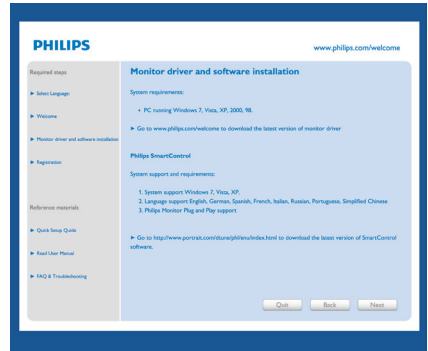 PHILIPS
www.philips.com/welcome
Required steps
Select Language:
Welcome
Monitor driver and software installation
Registration
Reference materials
Quick Setup Quide
Read User Manual
FAQ & Troubleshooting
Monitor driver and software installation
System requirements:
• PC running Windows 7, Vista, XP, 2000, 98.
Go to www.philips.com/welcome to download the latest version of monitor driver
Philips SmartControl
System support and requirements:
1. System support Windows 7, Vista, XP.
2. Language support English, German, Spanish, French, Italian, Russian, Portuguese, Simplified Chinese
3. Philips Monitor Plug and Play support
Go to http://www.portrait.com/dtune/phl/enu/index.html to download the latest version of SmartControl
software.
Quit Back Next